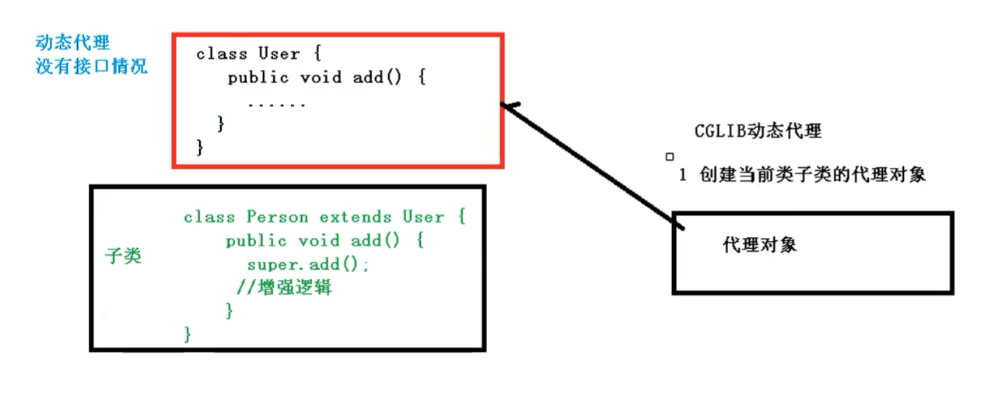 动态代理
没有接口情况
class User {
public void add() {
......
}
}
子类
class Person extends User {
public void add() {
super.add();
//增强逻辑
}
}
CGLIB动态代理
1 创建当前类子类的代理对象
代理对象